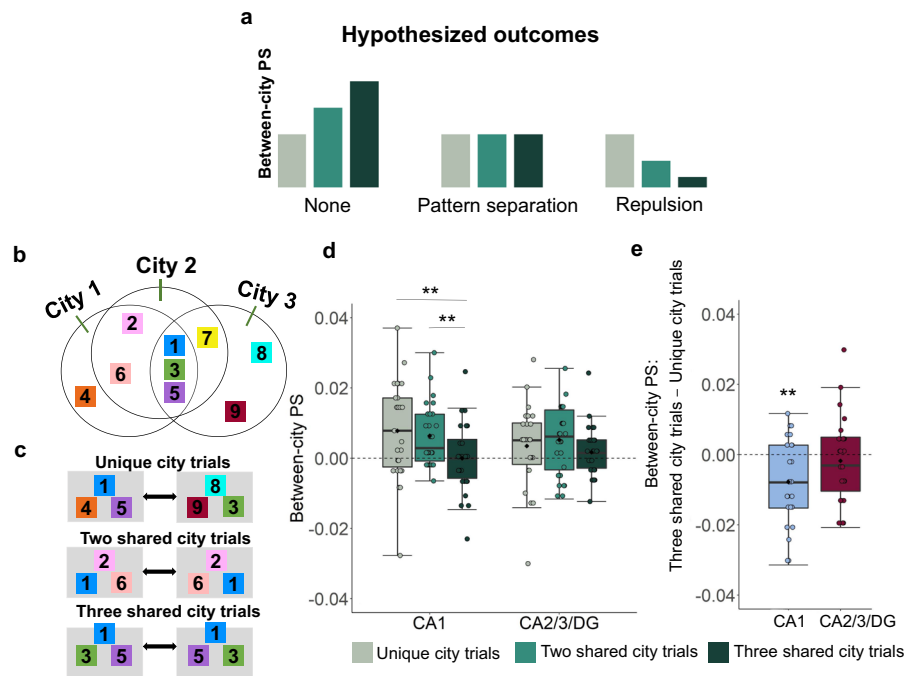 a
Hypothesized outcomes
Between-city PS
None
Pattern separation
Repulsion
b
City 1
City 2
City 3
2
7
1
8
3
6
5
4
9
c
Unique city trials
1
8
4 5
9 3
Two shared city trials
2
2
1 6
6 1
Three shared city trials
1
1
3 5
5 3
d
Between-city PS
0.04
0.02
0.00
-0.02
-0.04
**
**
CA1
CA2/3/DG
e
Between-city PS:
Three shared city trials – Unique city trials
0.04
0.02
0.00
-0.02
-0.04
**
CA1
CA2/3/DG
Unique city trials
Two shared city trials
Three shared city trials